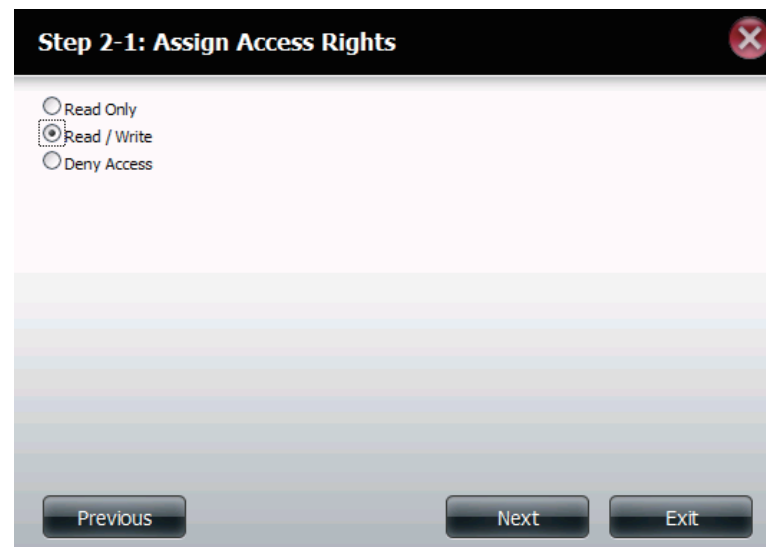 Step 2-1: Assign Access Rights
Read Only
Read / Write
Deny Access
Previous Next Exit